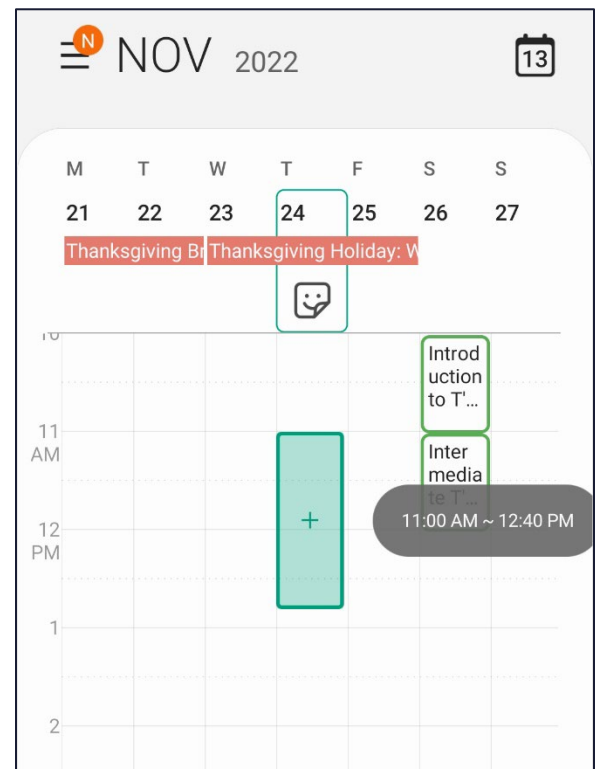 N
NOV 2022
13
M T W T F S S
21 22 23 24 25 26 27
Thanksgiving Br
Thanksgiving Holiday: W
10
Introd
uction
to T'...
11
AM
Inter
media
te T'...
11:00 AM ~ 12:40 PM
12
PM
+
1
2